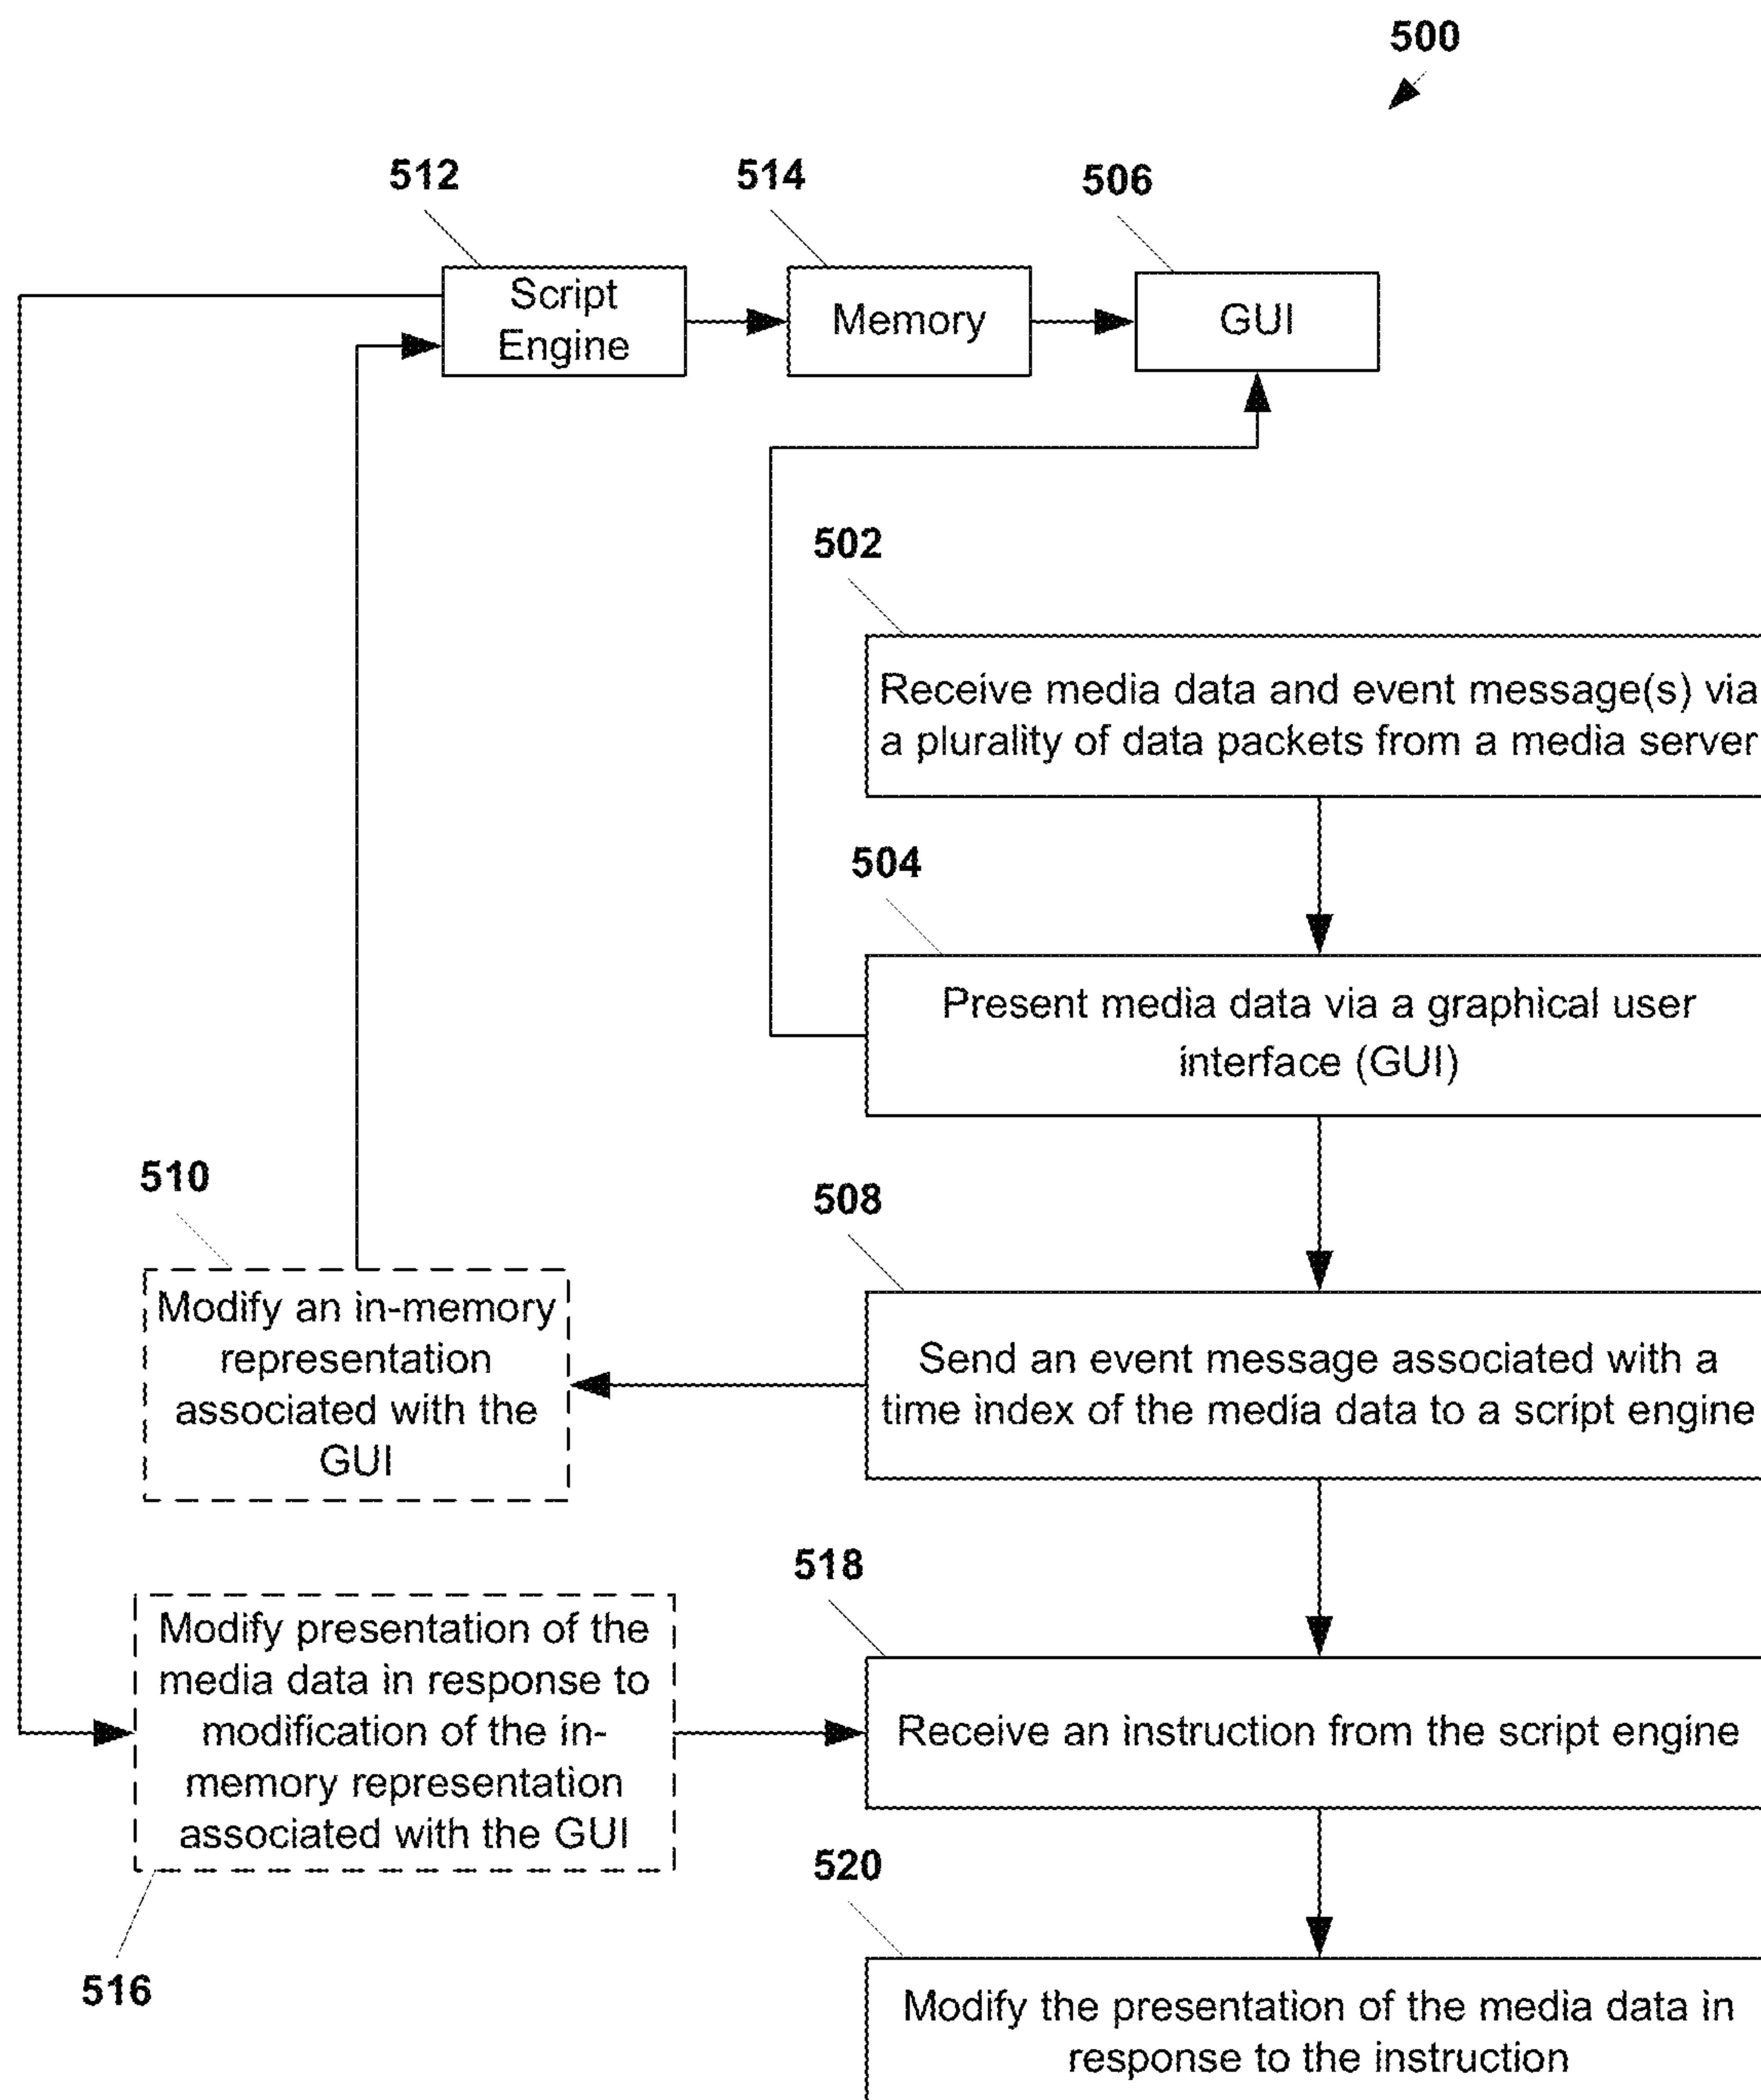 500
512
514
506
Script
Engine
Memory
GUI
502
Receive media data and event message(s) via
a plurality of data packets from a media server
504
Present media data via a graphical user
interface (GUI)
510
Modify an in-memory
representation
associated with the
GUI
508
Send an event message associated with a
time index of the media data to a script engine
518
Modify presentation of the
media data in response to
modification of the in-
memory representation
associated with the GUI
Receive an instruction from the script engine
516
520
Modify the presentation of the media data in
response to the instruction